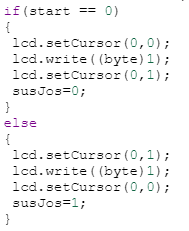 if(start == 0)
{
 lcd.setCursor(0,0);
 lcd.write((byte)1);
 lcd.setCursor(0,1);
 susJos=0;
}
else
{
 lcd.setCursor(0,1);
 lcd.write((byte)1);
 lcd.setCursor(0,0);
 susJos=1;
}